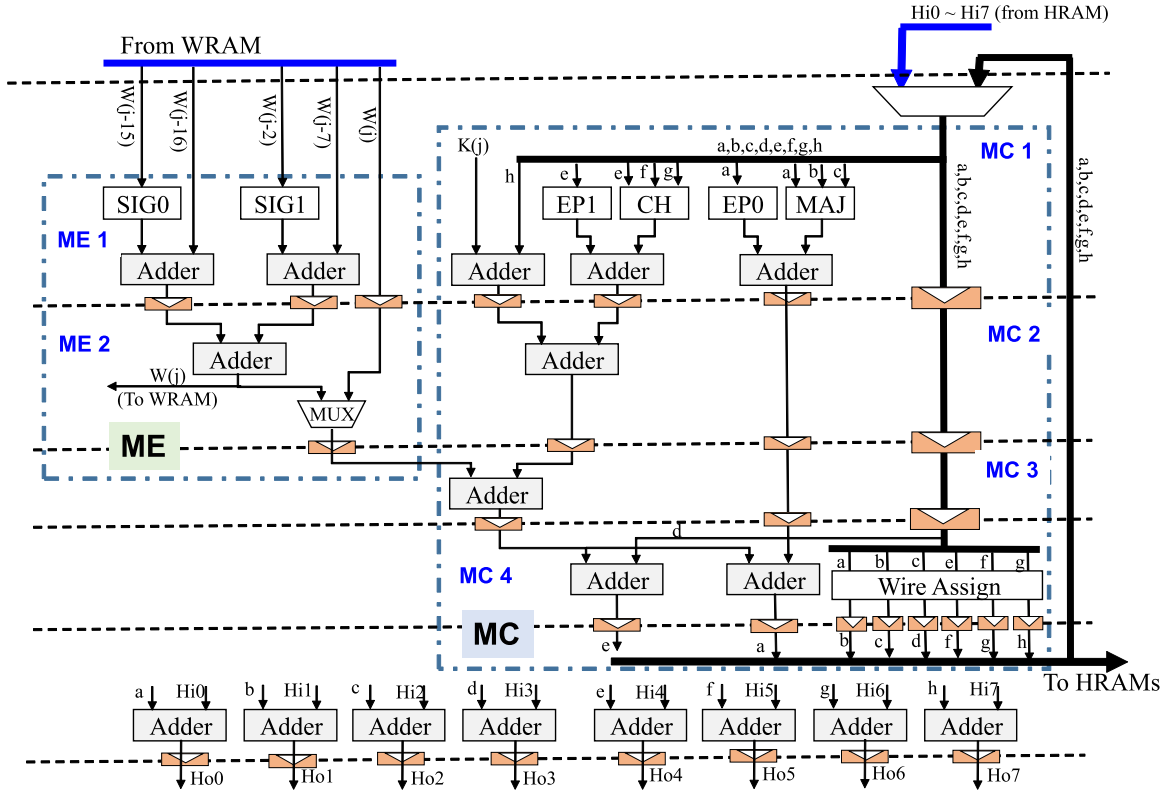 Hi0 ~ Hi7 (from HRAM)
From WRAM
W(j-15)
W(j-16)
W(j-2)
W(j-7)
W(j)
K(j)
a,b,c,d,e,f,g,h
MC 1
a,b,c,d,e,f,g,h
a,b,c,d,e,f,g,h
h
e
e
f
g
a
a
b
c
SIG0
SIG1
EP1
CH
EP0
MAJ
ME 1
Adder
Adder
Adder
Adder
Adder
ME 2
MC 2
Adder
Adder
W(j)
(To WRAM)
MUX
ME
MC 3
Adder
d
MC 4
Adder
Adder
a
b
c
e
f
g
Wire Assign
MC
e
a
b
c
d
f
g
h
To HRAMs
a
Hi0
b
Hi1
c
Hi2
d
Hi3
e
Hi4
f
Hi5
g
Hi6
h
Hi7
Adder
Adder
Adder
Adder
Adder
Adder
Adder
Adder
Ho0
Ho1
Ho2
Ho3
Ho4
Ho5
Ho6
Ho7